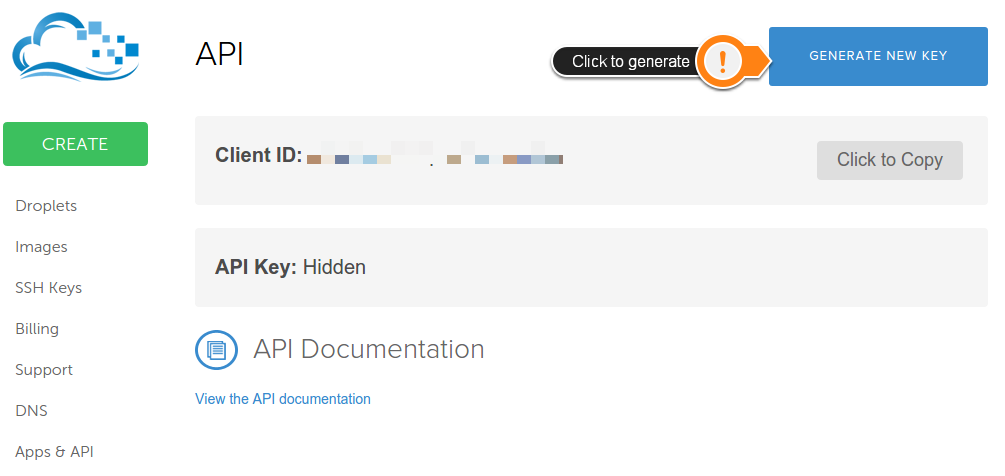 API
Click to generate !
GENERATE NEW KEY
CREATE
Client ID:
Click to Copy
Droplets
Images
SSH Keys
API Key: Hidden
Billing
API Documentation
Support
View the API documentation
DNS
Apps & API